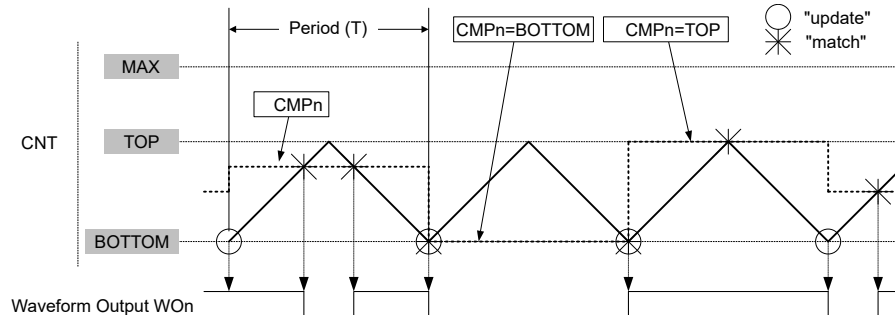 Period (T)
CMPn=BOTTOM
CMPn=TOP
"update"
"match"
MAX
CMPn
CNT
TOP
BOTTOM
Waveform Output WOn